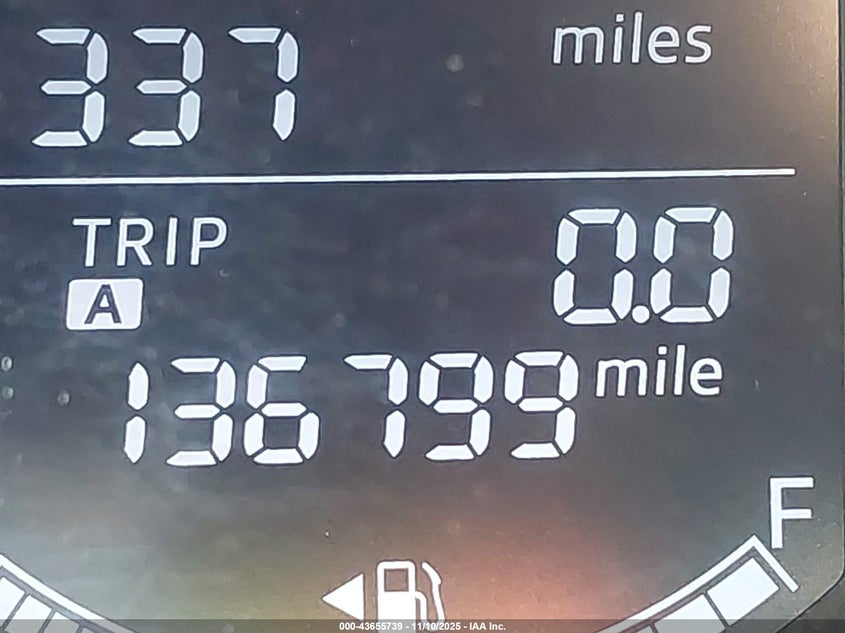 337 miles
TRIP 0.0
A
136799 mile
F
000-43655739 - 11/10/2025 - IAA Inc.